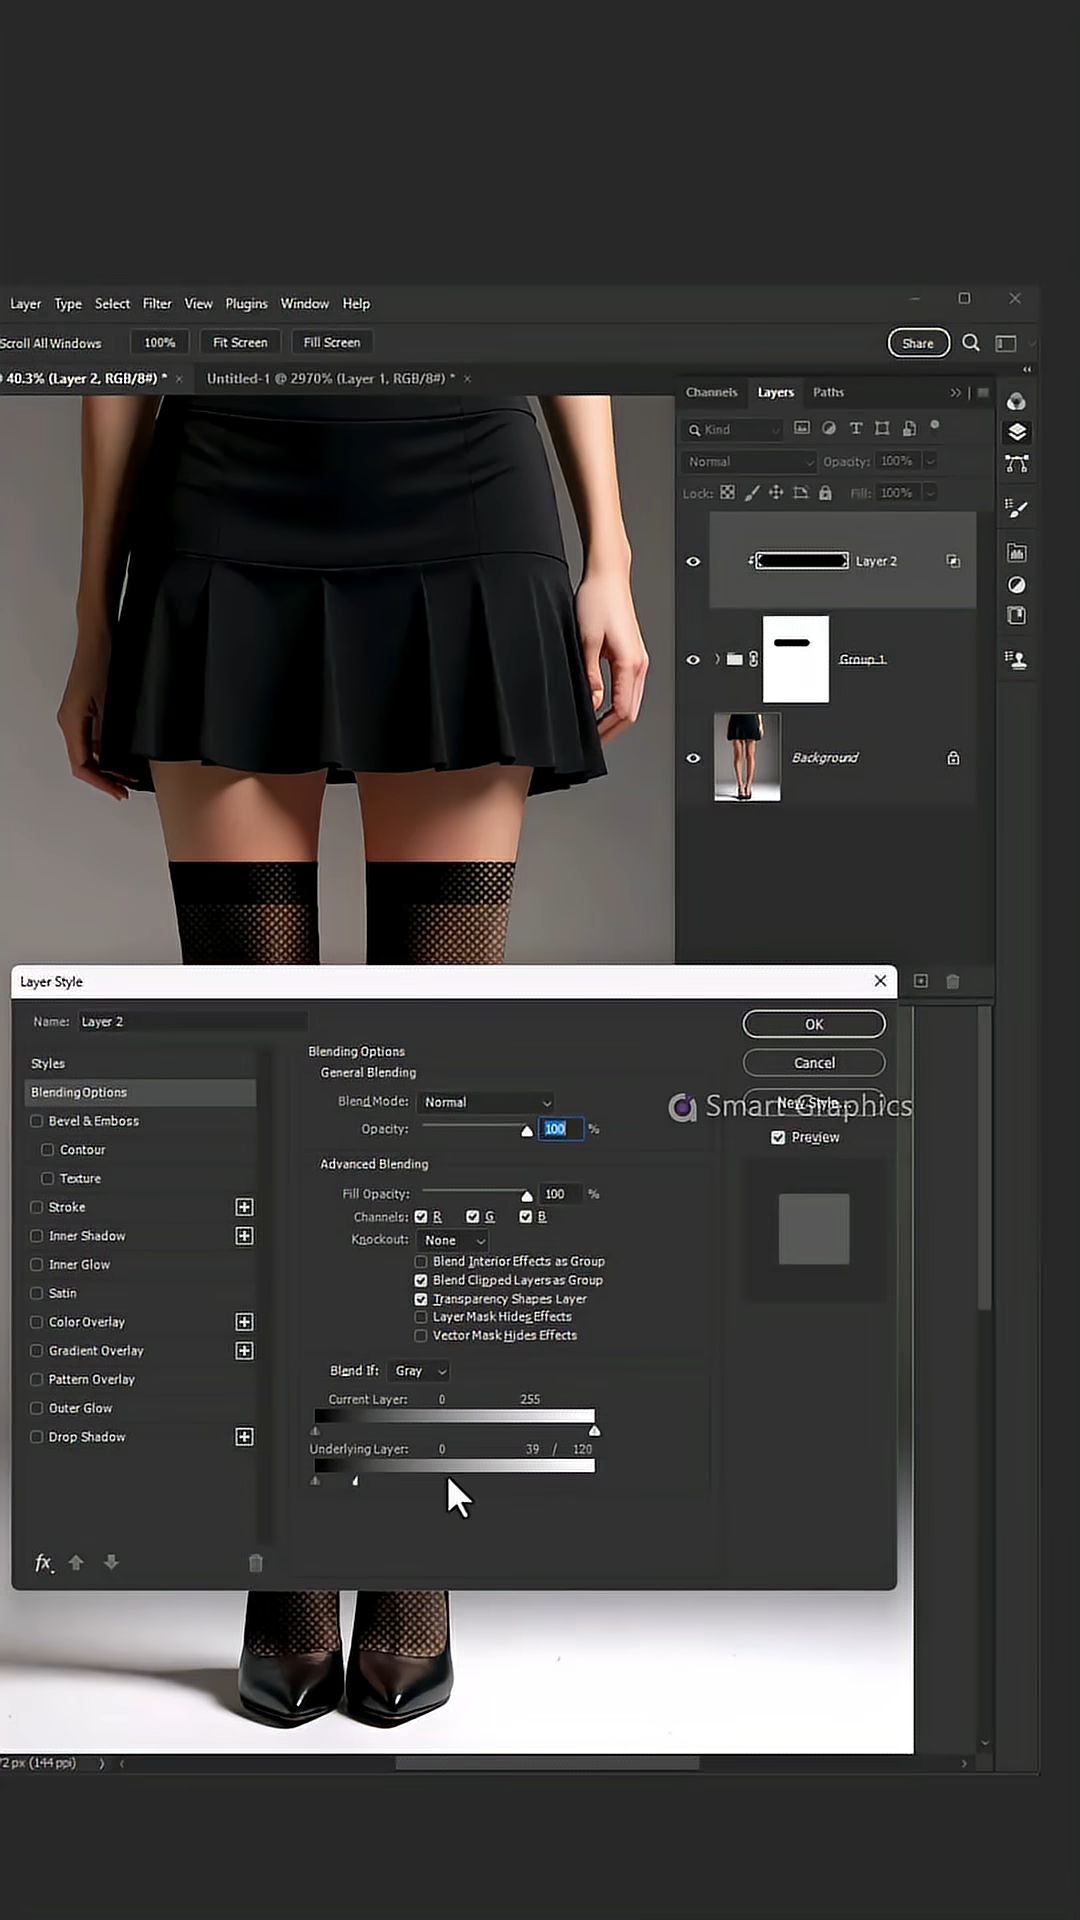 Layer Type Select Filter View Plugins Window Help
Scroll All Windows 100% Fit Screen Fill Screen Share
40.3% (Layer 2, RGB/8#) * × Untitled-1 @ 2970% (Layer 1, RGB/8#) * ×
Channels Layers Paths
Kind
Normal Opacity: 100%
Lock: Fill: 100%
Layer 2
Group 1
Background
Layer Style
Name: Layer 2
OK
Cancel
New Style...
Smart Graphics
Preview
Styles
Blending Options
Bevel & Emboss
Contour
Texture
Stroke
Inner Shadow
Inner Glow
Satin
Color Overlay
Gradient Overlay
Pattern Overlay
Outer Glow
Drop Shadow
fx
Blending Options
General Blending
Blend Mode: Normal
Opacity: 100 %
Advanced Blending
Fill Opacity: 100 %
Channels: R G B
Knockout: None
Blend Interior Effects as Group
Blend Clipped Layers as Group
Transparency Shapes Layer
Layer Mask Hides Effects
Vector Mask Hides Effects
Blend If: Gray
Current Layer: 0 255
Underlying Layer: 0 39 / 120
2 px (144 ppi)